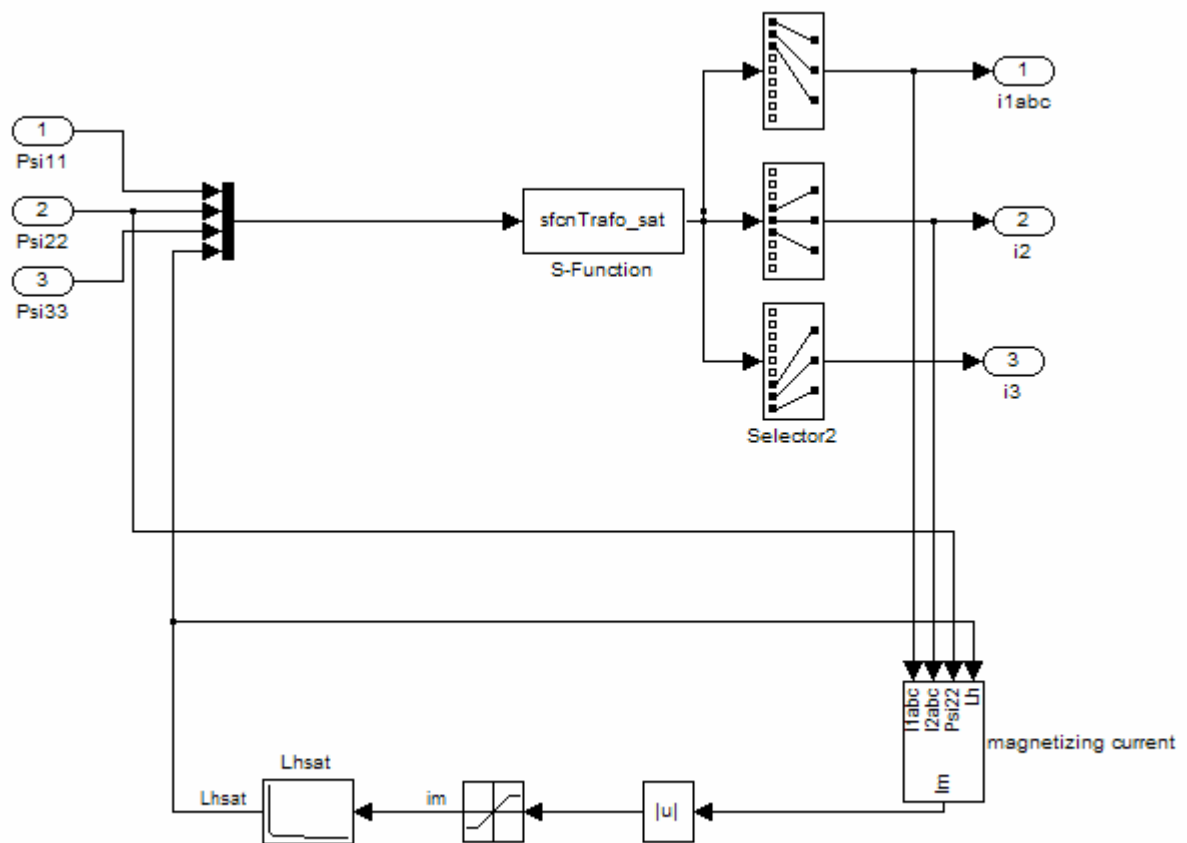 1
i1abc
1
Psi11
2
Psi22
3
Psi33
sfcnTrafo_sat
S-Function
2
i2
3
i3
Selector2
I1abc
I2abc
Psi22
Lh
magnetizing current
Im
Lhsat
Lhsat
im
|u|